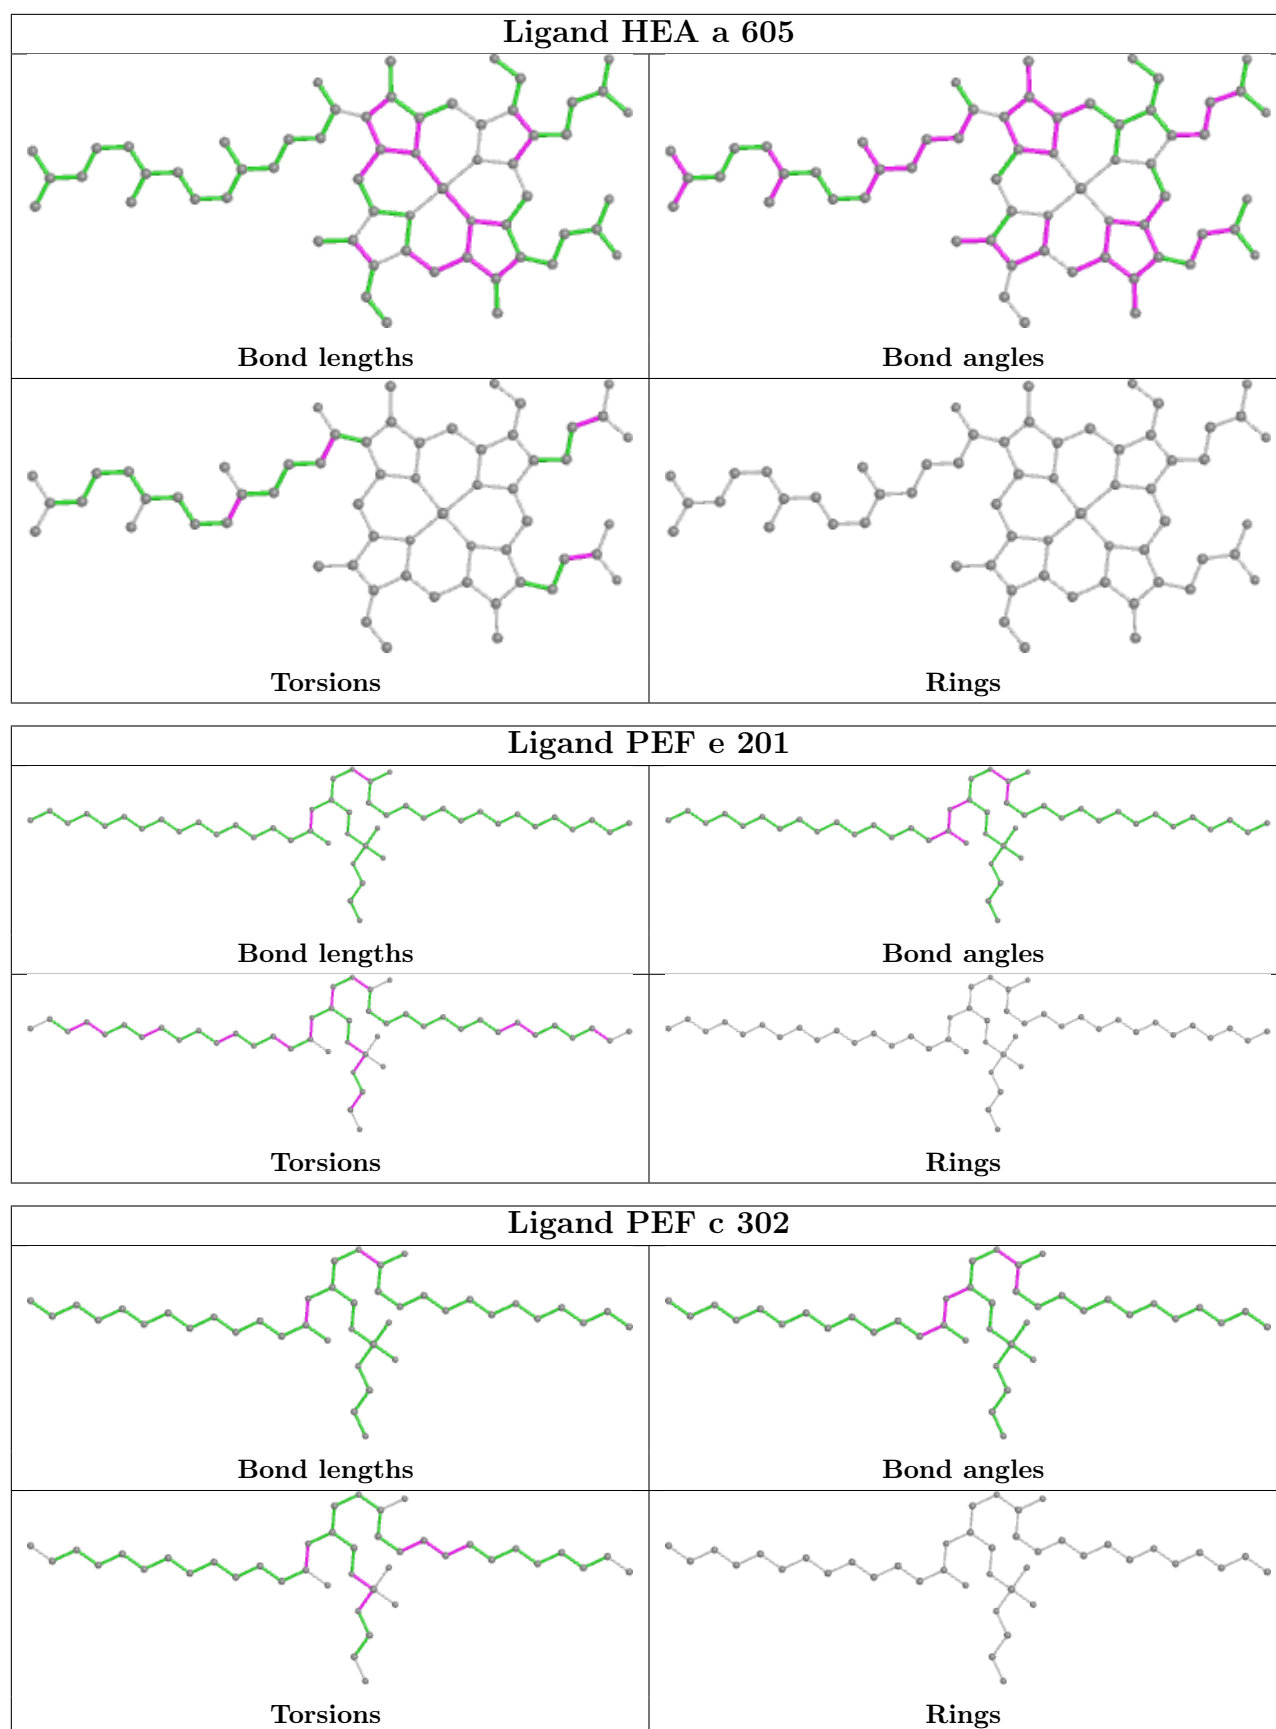 Ligand HEA a 605
Bond lengths
Bond angles
Torsions
Rings
Ligand PEF e 201
Bond lengths
Bond angles
Torsions
Rings
Ligand PEF c 302
Bond lengths
Bond angles
Torsions
Rings